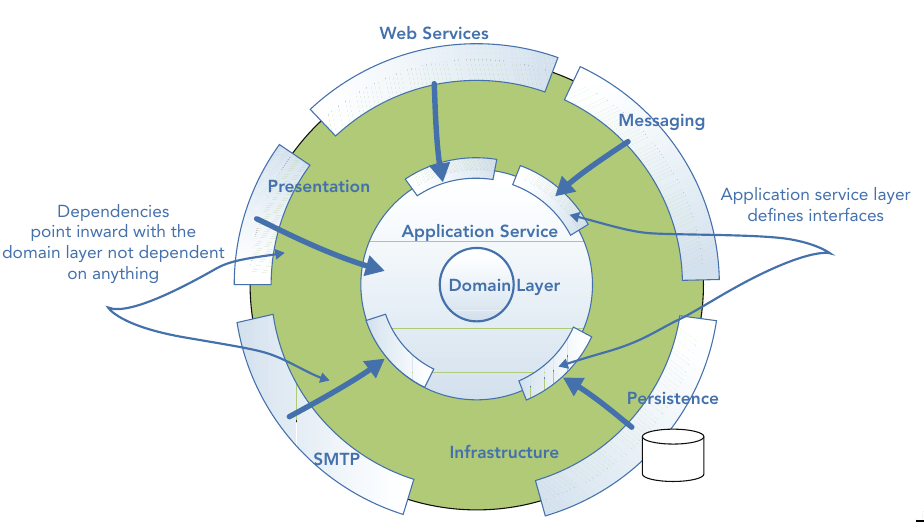 Web Services
Messaging
Presentation
Application service layer
defines interfaces
Dependencies
point inward with the
domain layer not dependent
on anything
Application Service
Domain Layer
Persistence
Infrastructure
SMTP